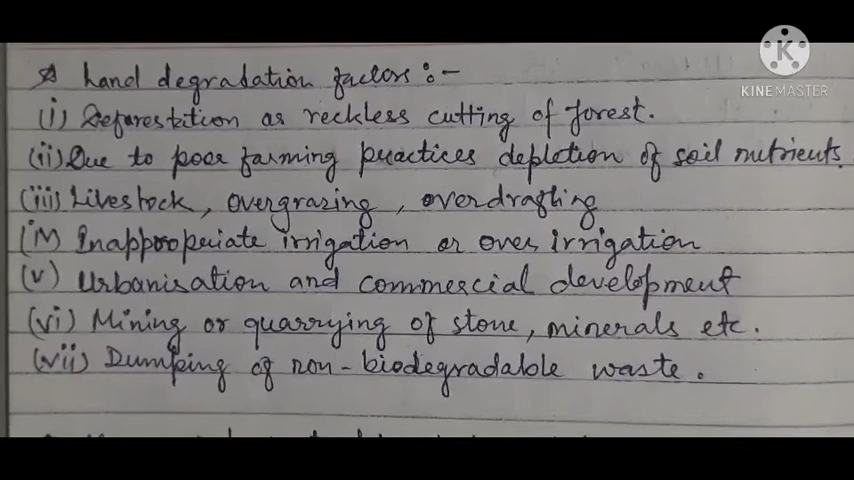 KINEMASTER
Land degradation factors :-
(i) Deforestation or reckless cutting of forest.
(ii) Due to poor farming practices depletion of soil nutrients.
(iii) Livestock, overgrazing, overdrafting
(iv) Inappropriate irrigation or over irrigation
(v) Urbanisation and commercial development
(vi) Mining or quarrying of stone, minerals etc.
(vii) Dumping of non-biodegradable waste.